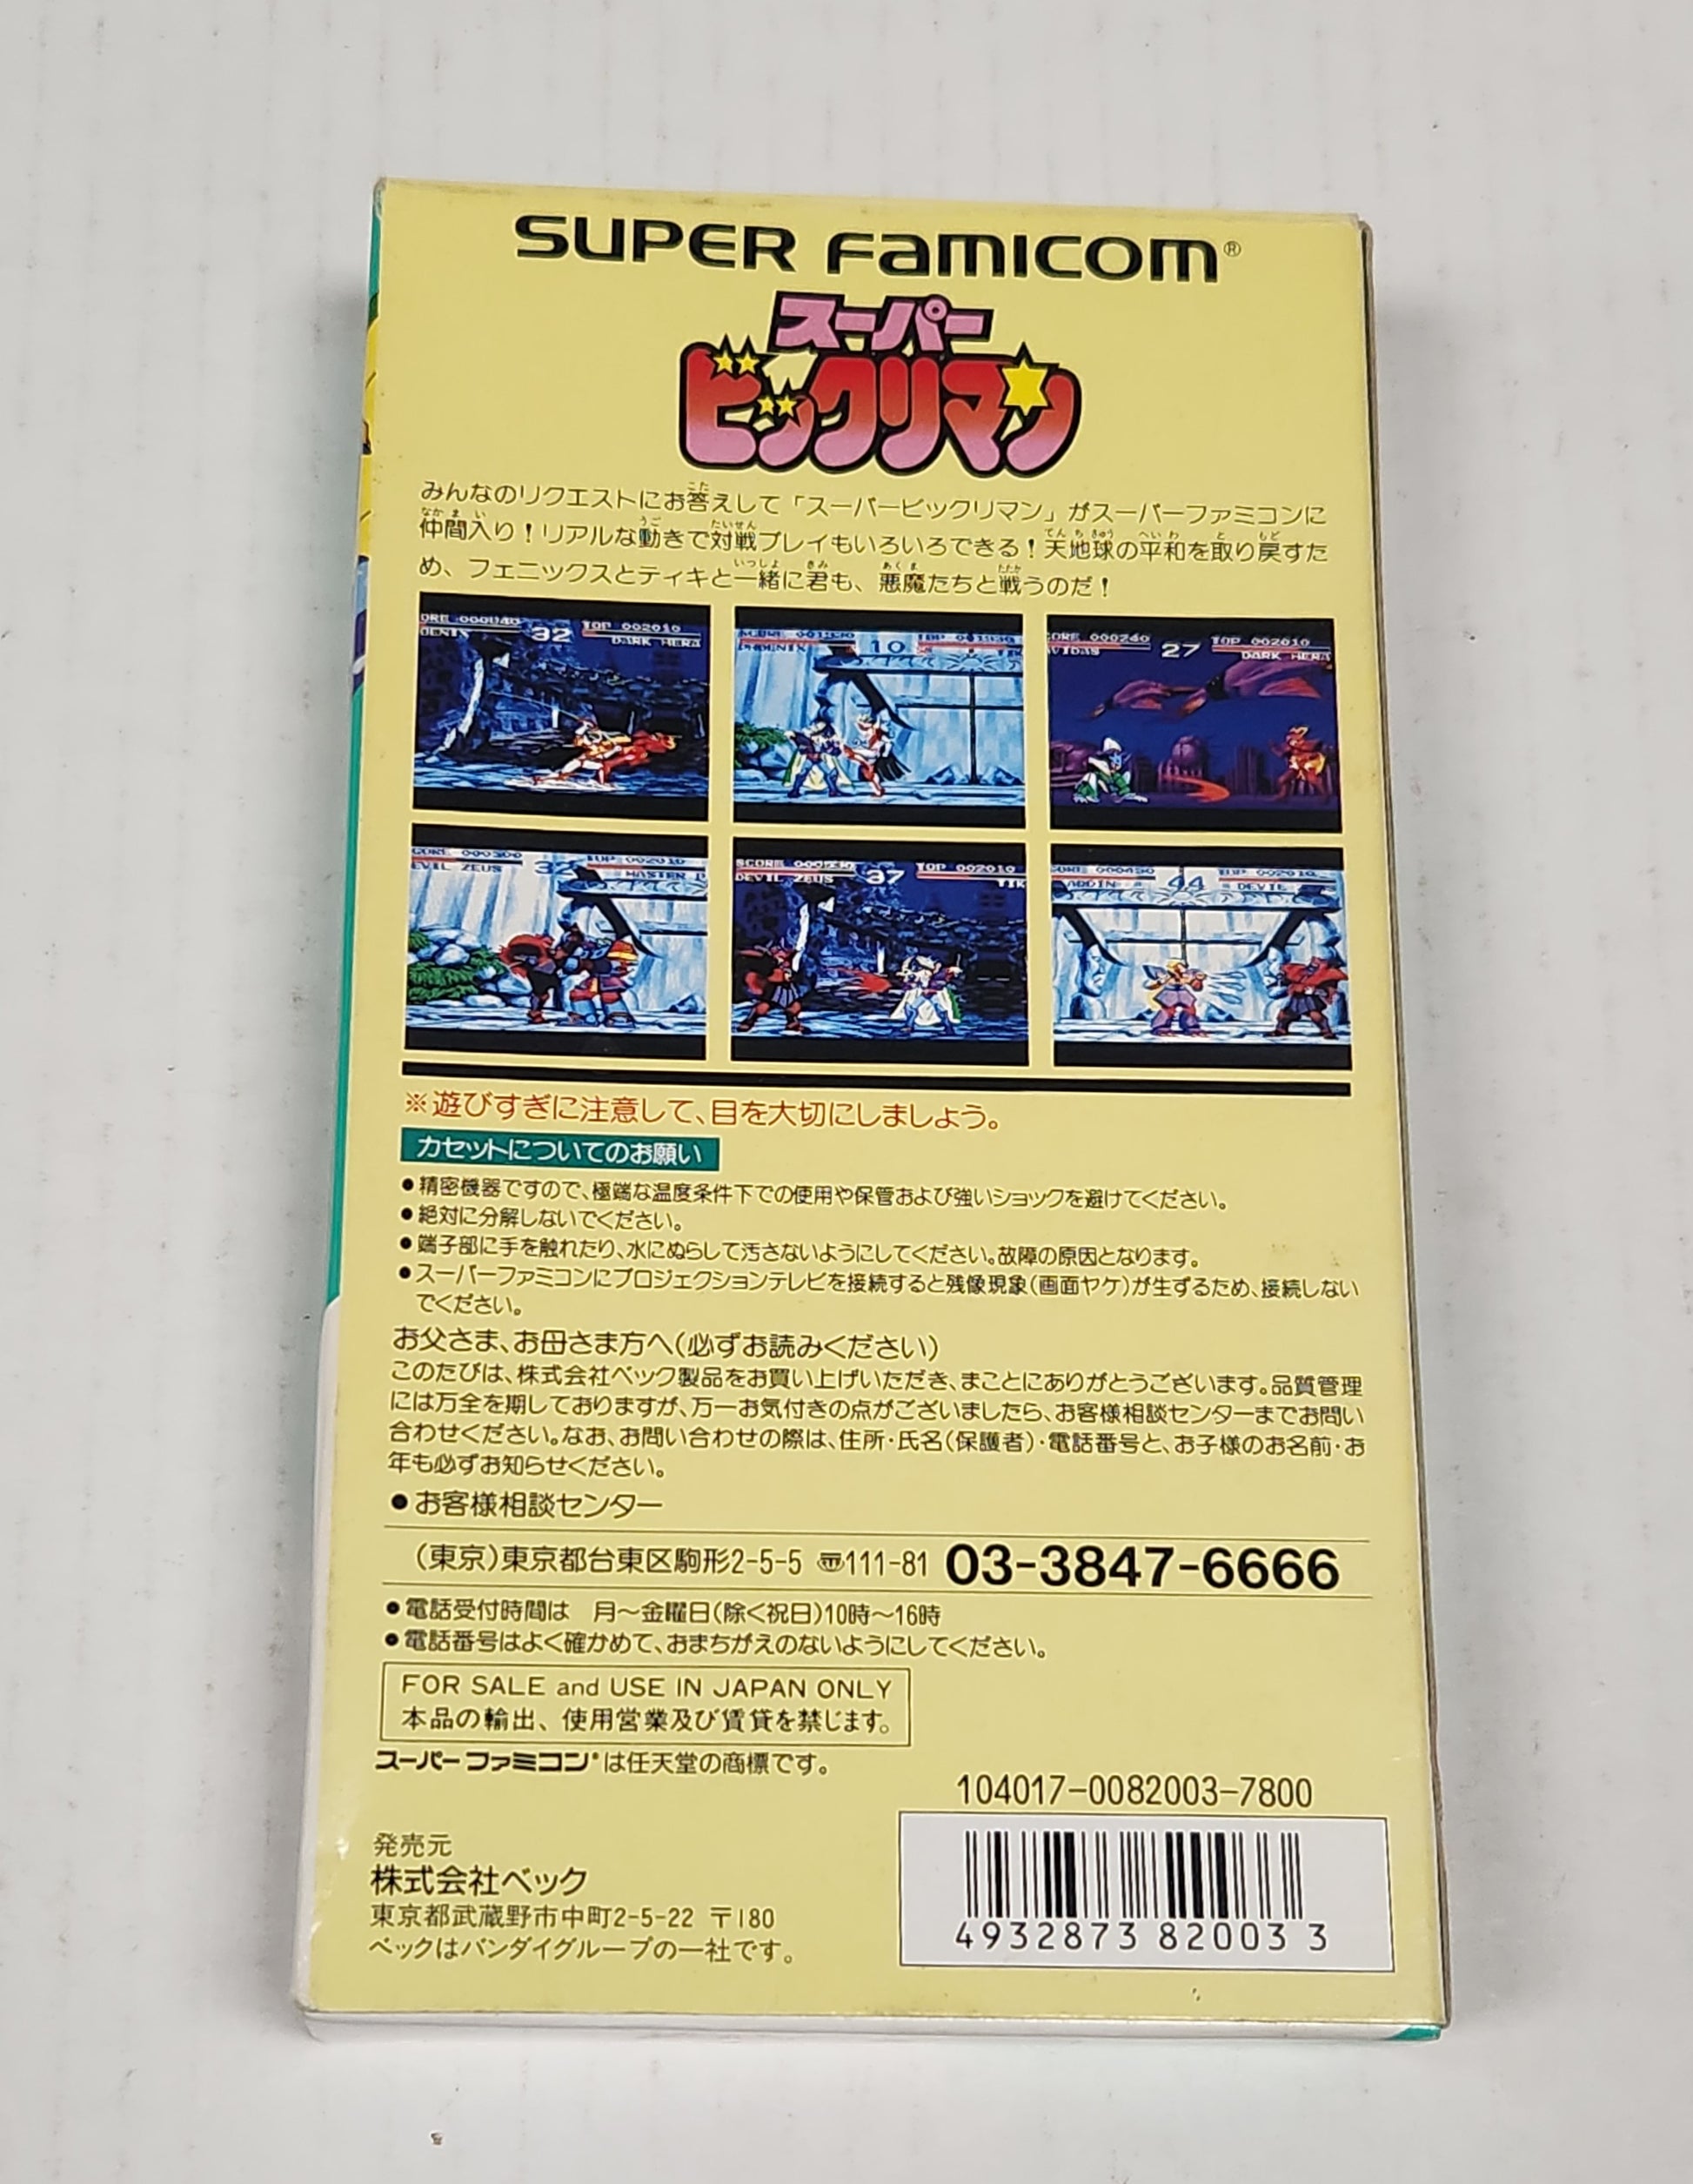 SUPER FAMICOM®
スーパー
ビックリマン
みんなのリクエストにお答えして「スーパービックリマン」がスーパーファミコンに
仲間入り！リアルな動きで対戦プレイもいろいろできる！天地球の平和を取り戻すた
め、フェニックスとティキと一緒に君も、悪魔たちと戦うのだ！
32 TOP 002010
DARK HERA
10
PHOENIX
ORE 000240 27 TOP 002010
VIDAS DARK HERA
TOP 002010
EVIL ZEUS MASTER
SCORE 37 TOP 002010
DEVIL ZEUS TIK
44
ARDIN DEVIL
※遊びすぎに注意して、目を大切にしましょう。
カセットについてのお願い
●精密機器ですので、極端な温度条件下での使用や保管および強いショックを避けてください。
●絶対に分解しないでください。
●端子部に手を触れたり、水にぬらして汚さないようにしてください。故障の原因となります。
●スーパーファミコンにプロジェクションテレビを接続すると残像現象(画面ヤケ)が生ずるため、接続しない
でください。
お父さま、お母さま方へ(必ずお読みください)
このたびは、株式会社ベック製品をお買い上げいただき、まことにありがとうございます。品質管理
には万全を期しておりますが、万一お気付きの点がございましたら、お客様相談センターまでお問い
合わせください。なお、お問い合わせの際は、住所・氏名(保護者)・電話番号と、お子様のお名前・お
年も必ずお知らせください。
●お客様相談センター
(東京)東京都台東区駒形2-5-5 〠111-81 03-3847-6666
●電話受付時間は 月～金曜日(除く祝日)10時～16時
●電話番号はよく確かめて、おまちがえのないようにしてください。
FOR SALE and USE IN JAPAN ONLY
本品の輸出、使用営業及び賃貸を禁じます。
スーパーファミコン®は任天堂の商標です。
104017-0082003-7800
発売元
株式会社ベック
東京都武蔵野市中町2-5-22 〒180
ベックはバンダイグループの一社です。
4932873 82003 3